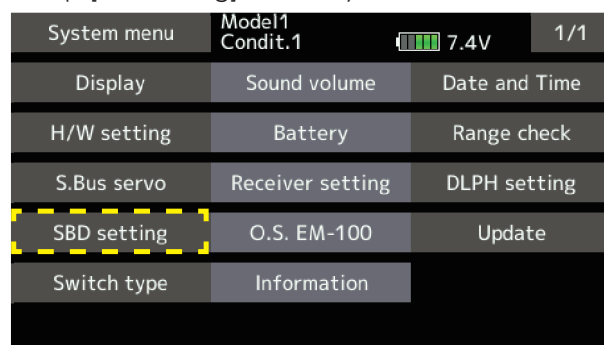 System menu Model1 Condit.1 7.4V 1/1
Display Sound volume Date and Time
H/W setting Battery Range check
S.Bus servo Receiver setting DLPH setting
SBD setting O.S. EM-100 Update
Switch type Information